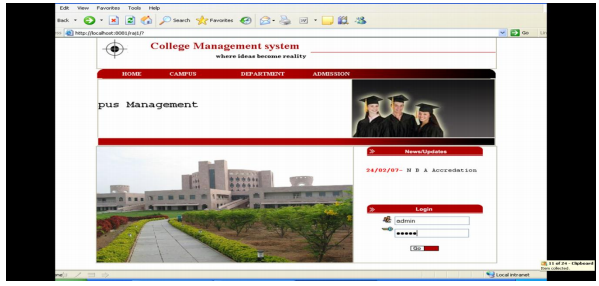 Edit View Favorites Tools Help
Back Search Favorites
http://localhost:8081/raj1/? Go
College Management system
where ideas become reality
HOME CAMPUS DEPARTMENT ADMISSION
pus Management
News/Updates
24/02/07- N B A Accredation
Login
admin
●●●●●
Go
11 of 24 - Clipboard
Item collected.
Local intranet